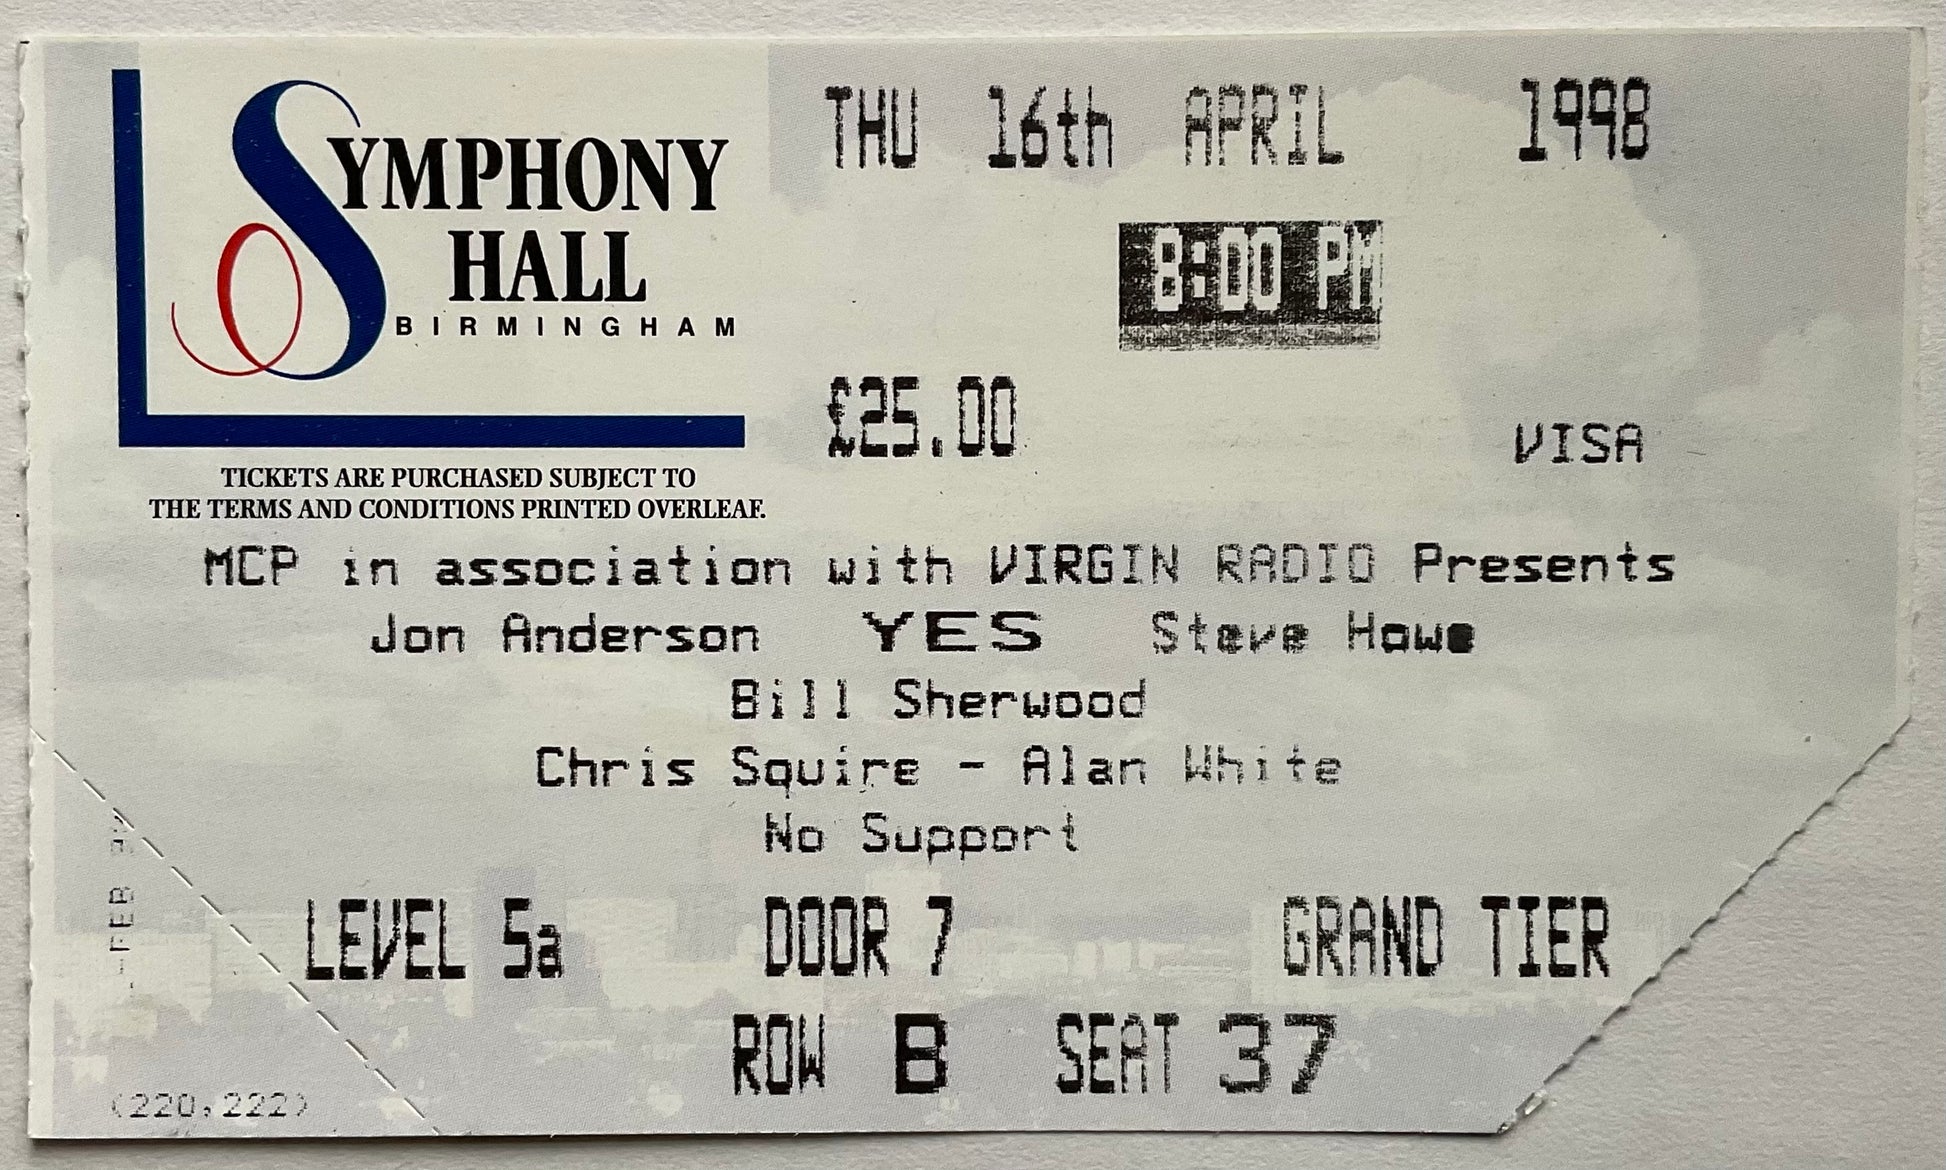 SYMPHONY
HALL
BIRMINGHAM
TICKETS ARE PURCHASED SUBJECT TO
THE TERMS AND CONDITIONS PRINTED OVERLEAF.
THU 16th APRIL 1998
8:00 PM
£25.00 VISA
MCP in association with VIRGIN RADIO Presents
Jon Anderson YES Steve Howe
Bill Sherwood
Chris Squire - Alan White
No Support
LEVEL 5a DOOR 7 GRAND TIER
ROW B SEAT 37
-FEB
(220,222)